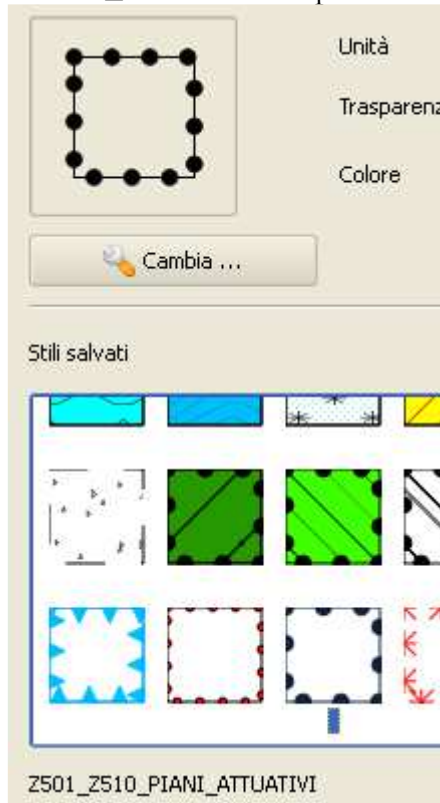 Unità
Trasparenz
Colore
Cambia ...
Stili salvati
Z501_Z510_PIANI_ATTUATIVI